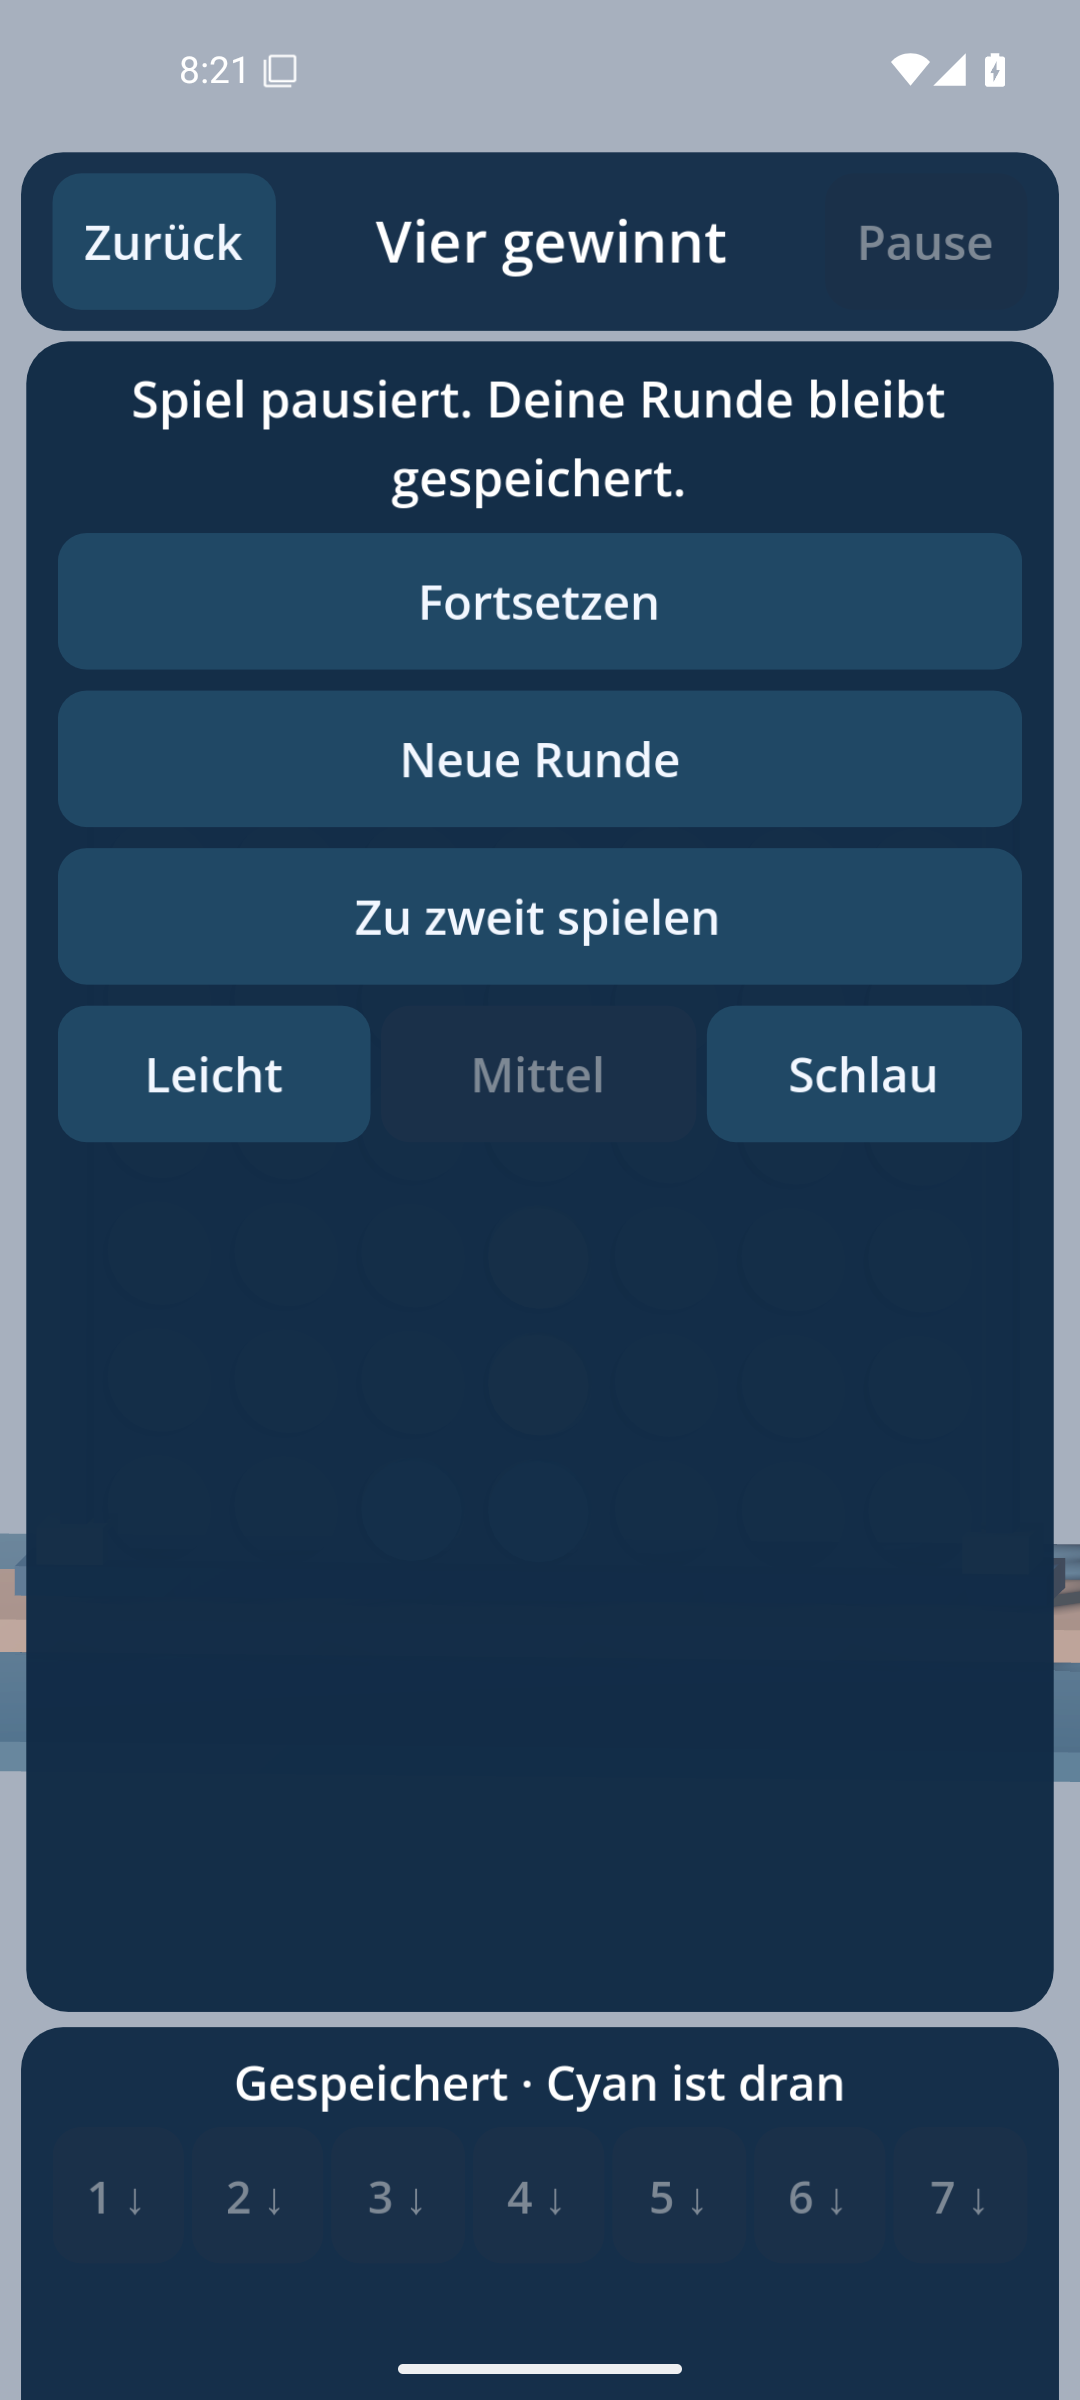 8:21
Zurück Vier gewinnt Pause
Spiel pausiert. Deine Runde bleibt
gespeichert.
Fortsetzen
Neue Runde
Zu zweit spielen
Leicht Mittel Schlau
Gespeichert · Cyan ist dran
1 ↓ 2 ↓ 3 ↓ 4 ↓ 5 ↓ 6 ↓ 7 ↓